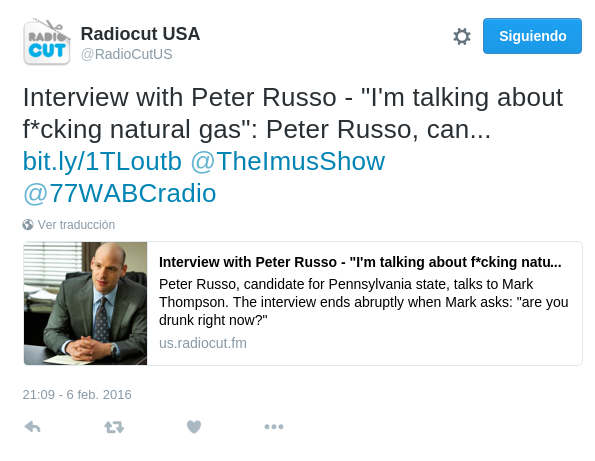 RADIO
CUT
Radiocut USA
@RadioCutUS
Siguiendo
Interview with Peter Russo - "I'm talking about
f*cking natural gas": Peter Russo, can...
bit.ly/1TLoutb @TheImusShow
@77WABCradio
Ver traducción
Interview with Peter Russo - "I'm talking about f*cking natu...
Peter Russo, candidate for Pennsylvania state, talks to Mark
Thompson. The interview ends abruptly when Mark asks: "are you
drunk right now?"
us.radiocut.fm
21:09 - 6 feb. 2016